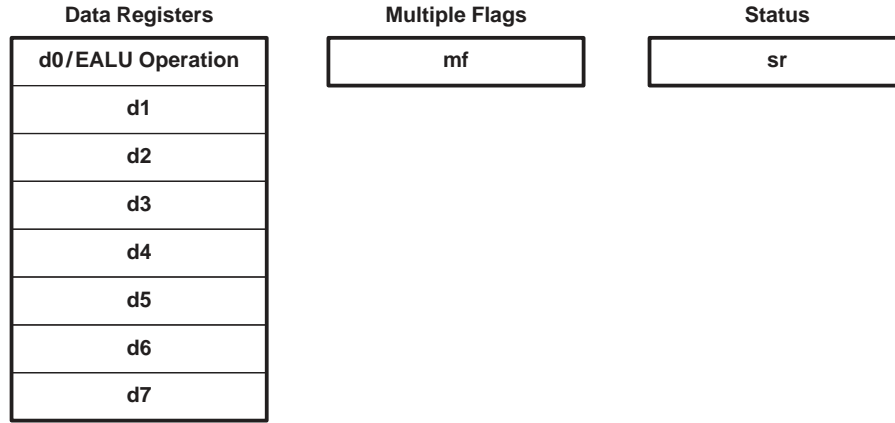 Data Registers
Multiple Flags
Status
d0/EALU Operation
mf
sr
d1
d2
d3
d4
d5
d6
d7